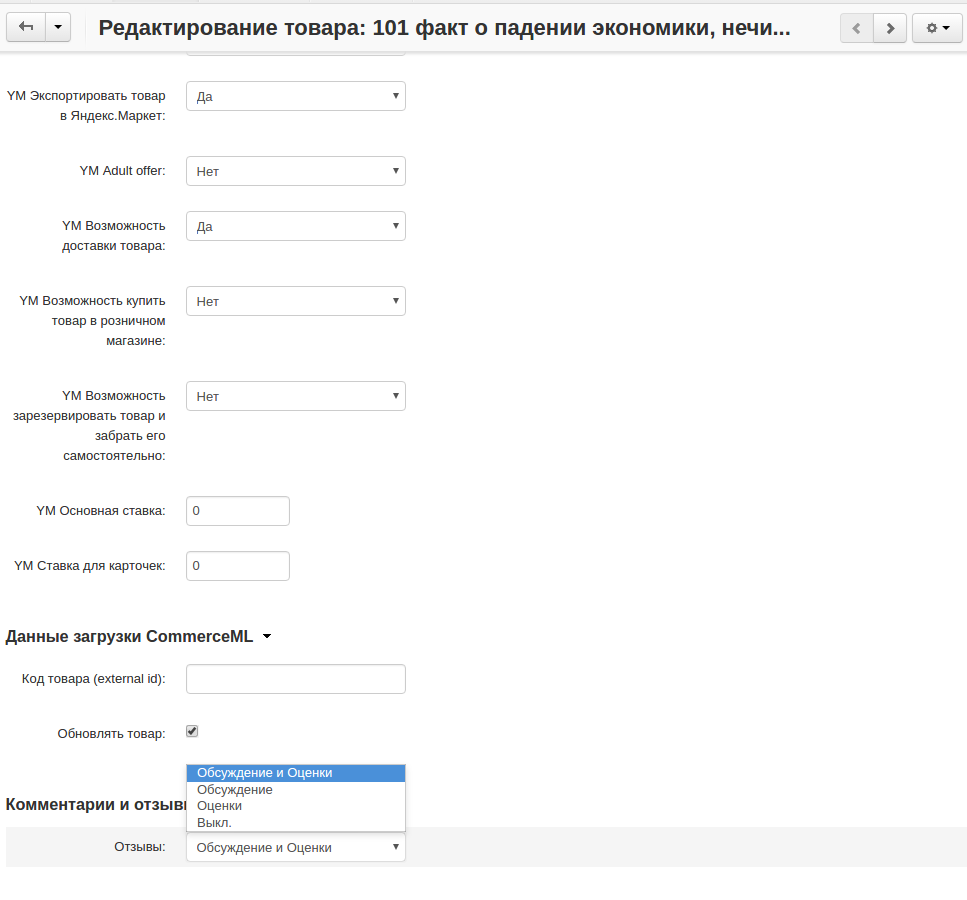 Редактирование товара: 101 факт о падении экономики, нечи...
YM Экспортировать товар
в Яндекс.Маркет:
Да
YM Adult offer:
Нет
YM Возможность
доставки товара:
Да
YM Возможность купить
товар в розничном
магазине:
Нет
YM Возможность
зарезервировать товар и
забрать его
самостоятельно:
Нет
YM Основная ставка:
0
YM Ставка для карточек:
0
Данные загрузки CommerceML
Код товара (external id):
Обновлять товар:
Обсуждение и Оценки
Обсуждение
Оценки
Выкл.
Комментарии и отзывы
Отзывы:
Обсуждение и Оценки